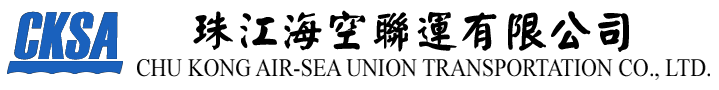 CKSA
珠江海空聯運有限公司
CHU KONG AIR-SEA UNION TRANSPORTATION CO., LTD.